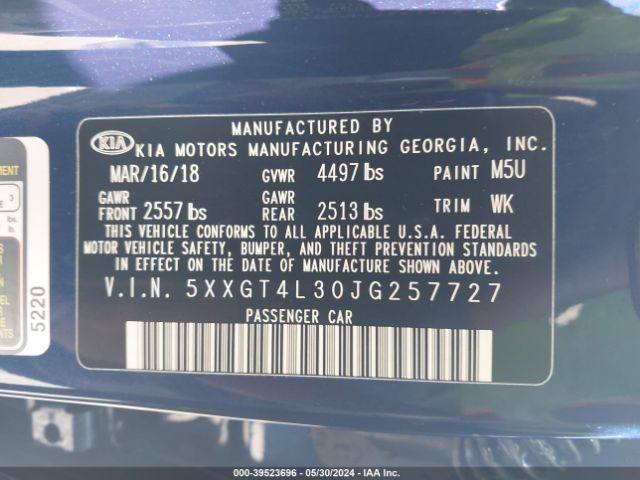 MANUFACTURED BY
KIA KIA MOTORS MANUFACTURING GEORGIA, INC.
MAR/16/18 GVWR 4497 lbs PAINT M5U
GAWR FRONT 2557 lbs GAWR REAR 2513 lbs TRIM WK
THIS VEHICLE CONFORMS TO ALL APPLICABLE U.S.A. FEDERAL
MOTOR VEHICLE SAFETY, BUMPER, AND THEFT PREVENTION STANDARDS
IN EFFECT ON THE DATE OF MANUFACTURE SHOWN ABOVE.
V.I.N. 5XXGT4L30JG257727
PASSENGER CAR
3
lbs.
5220
000-39523696 - 05/30/2024 - IAA Inc.